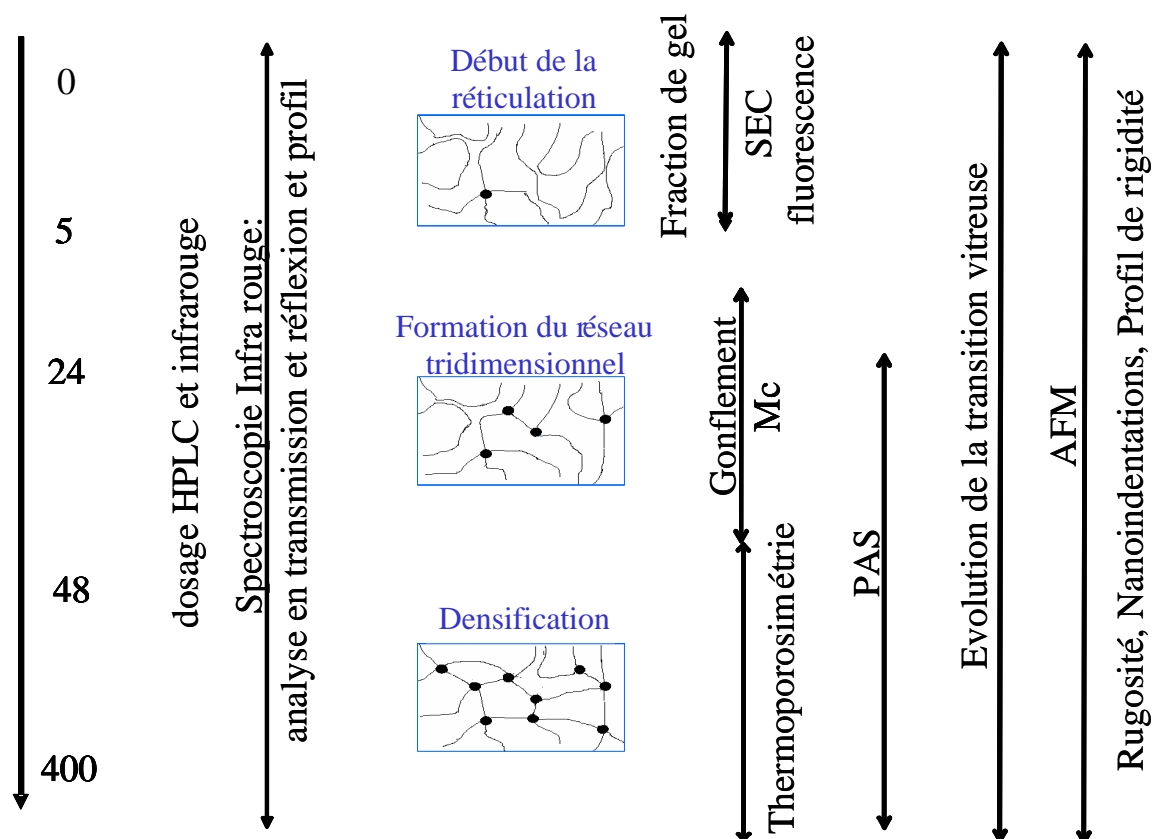 0
5
24
48
400
dosage HPLC et infrarouge
Spectroscopie Infra rouge:
analyse en transmission et réflexion et profil
Début de la
réticulation
Formation du réseau
tridimensionnel
Densification
Fraction de gel
SEC
fluorescence
Gonflement
Mc
Thermoporosimétrie
PAS
Evolution de la transition vitreuse
AFM
Rugosité, Nanoindentations, Profil de rigidité